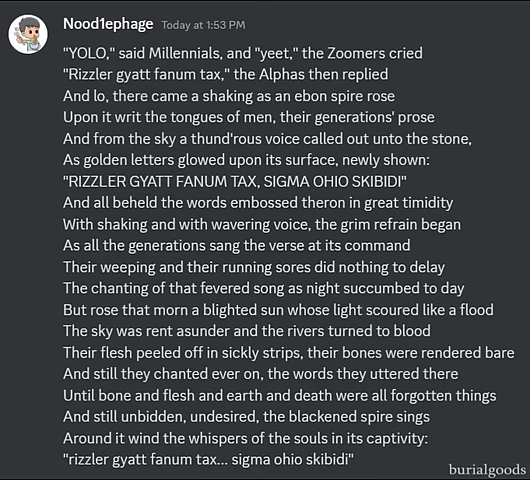 Nood1ephage Today at 1:53 PM
"YOLO," said Millennials, and "yeet," the Zoomers cried
"Rizzler gyatt fanum tax," the Alphas then replied
And lo, there came a shaking as an ebon spire rose
Upon it writ the tongues of men, their generations' prose
And from the sky a thund'rous voice called out unto the stone,
As golden letters glowed upon its surface, newly shown:
"RIZZLER GYATT FANUM TAX, SIGMA OHIO SKIBIDI"
And all beheld the words embossed theron in great timidity
With shaking and with wavering voice, the grim refrain began
As all the generations sang the verse at its command
Their weeping and their running sores did nothing to delay
The chanting of that fevered song as night succumbed to day
But rose that morn a blighted sun whose light scoured like a flood
The sky was rent asunder and the rivers turned to blood
Their flesh peeled off in sickly strips, their bones were rendered bare
And still they chanted ever on, the words they uttered there
Until bone and flesh and earth and death were all forgotten things
And still unbidden, undesired, the blackened spire sings
Around it wind the whispers of the souls in its captivity:
"rizzler gyatt fanum tax... sigma ohio skibidi"
burialgoods